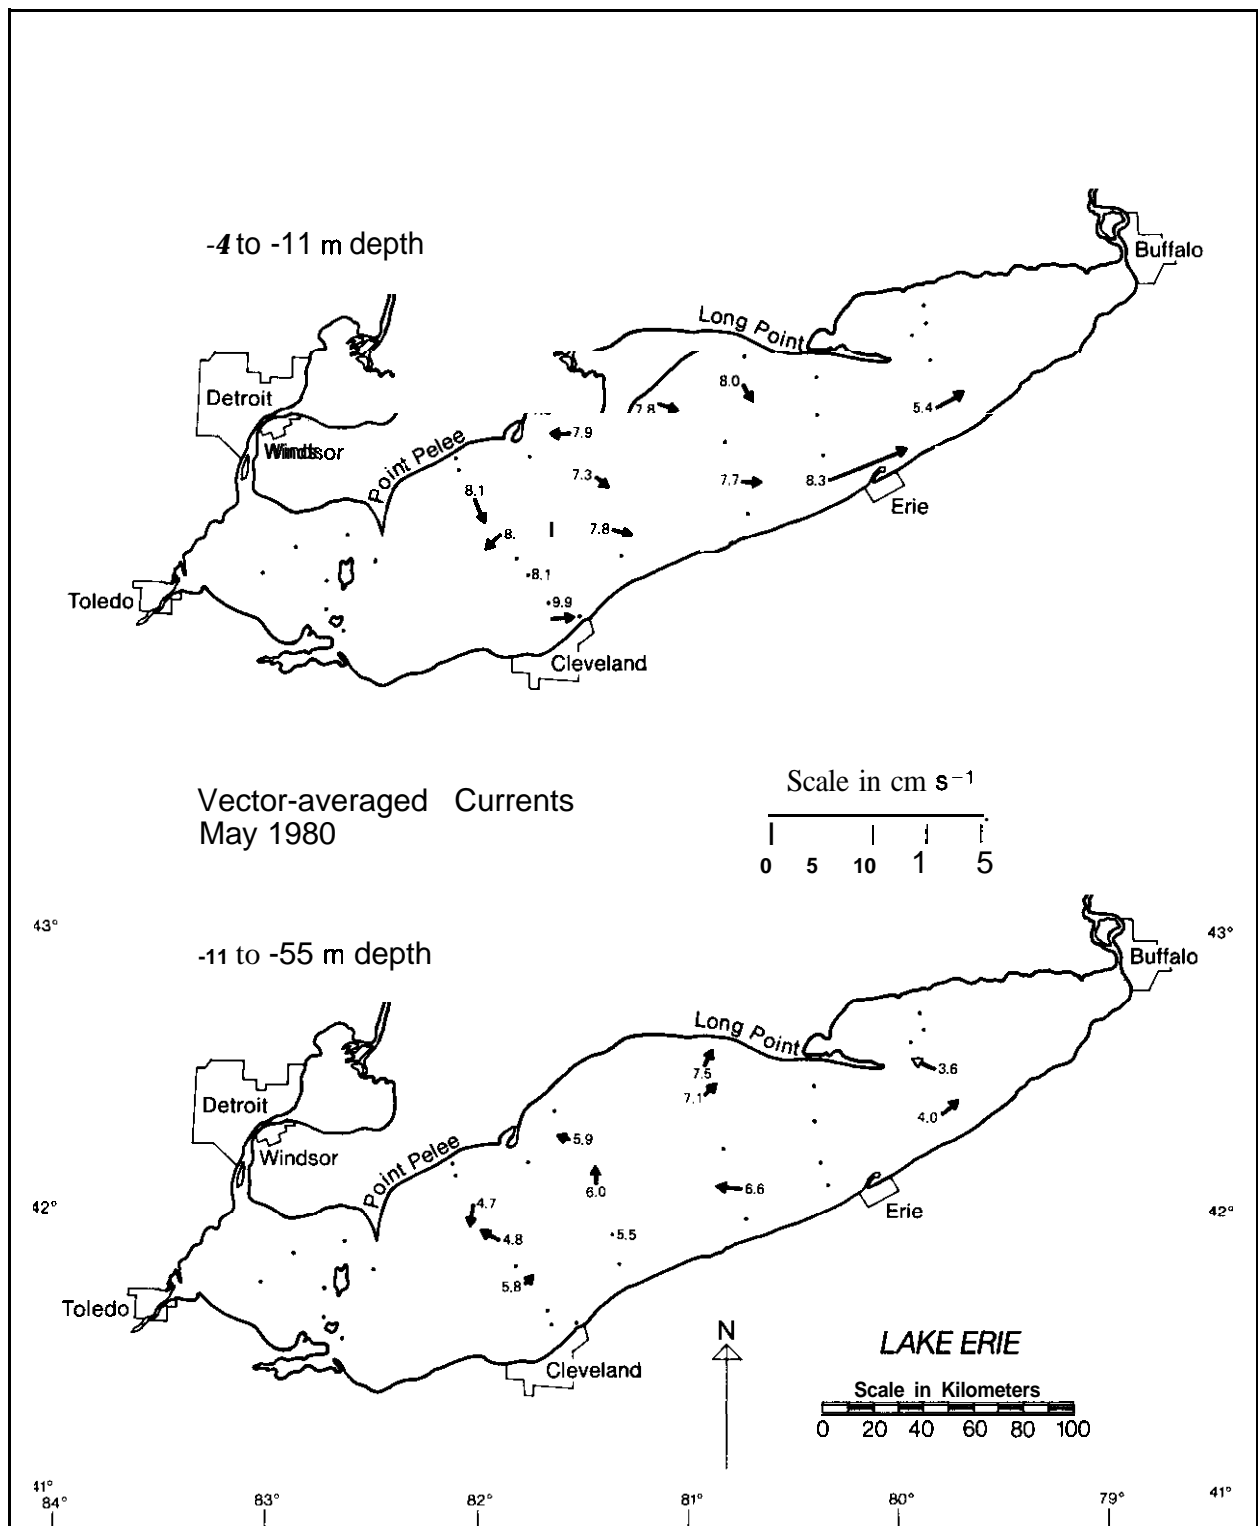 -4 to -11 m depth
Buffalo
Long Point
Detroit
Windsor
Point Pelee
8.0
7.8
5.4
7.9
7.3
7.7
8.3
8.1
Erie
8.
7.8
8.1
9.9
Toledo
Cleveland
Vector-averaged Currents
May 1980
Scale in cm s⁻¹
0 5 10 1 5
43°
43°
-11 to -55 m depth
Buffalo
Long Point
7.5
3.6
7.1
Detroit
4.0
Windsor
Point Pelee
5.9
6.0
6.6
4.7
42°
42°
Erie
4.8
5.5
5.8
Toledo
Cleveland
N
LAKE ERIE
Scale in Kilometers
0 20 40 60 80 100
41°
41°
84° 83° 82° 81° 80° 79°